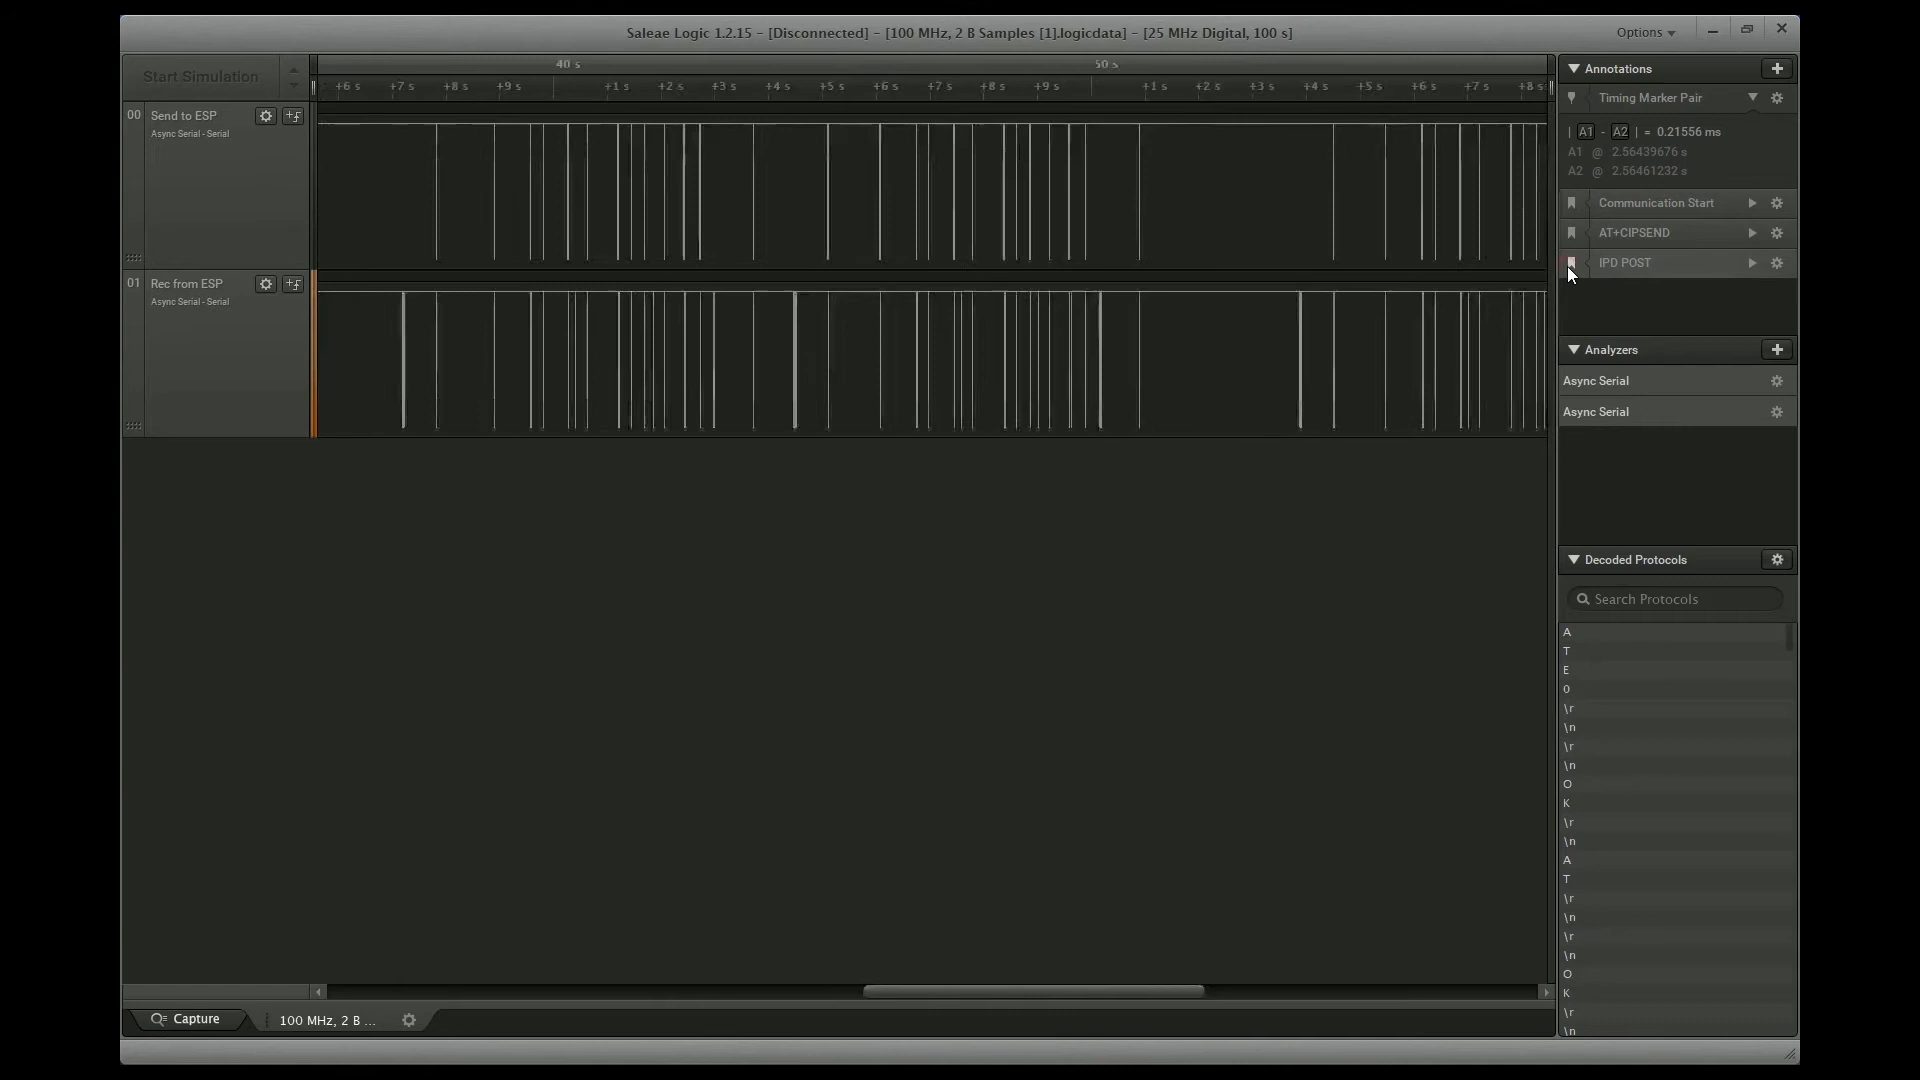 Saleae Logic 1.2.15 - [Disconnected] - [100 MHz, 2 B Samples [1].logicdata] - [25 MHz Digital, 100 s]
Options
Start Simulation
40 s 50 s
+6 s +7 s +8 s +9 s +1 s +2 s +3 s +4 s +5 s +6 s +7 s +8 s +9 s +1 s +2 s +3 s +4 s +5 s +6 s +7 s +8 s
00 Send to ESP
Async Serial - Serial
01 Rec from ESP
Async Serial - Serial
Annotations
Timing Marker Pair
| A1 - A2 | = 0.21556 ms
A1 @ 2.56439676 s
A2 @ 2.56461232 s
Communication Start
AT+CIPSEND
IPD POST
Analyzers
Async Serial
Async Serial
Decoded Protocols
Search Protocols
A
T
E
0
\r
\n
\r
\n
O
K
\r
\n
A
T
\r
\n
\r
\n
O
K
\r
\n
Capture
100 MHz, 2 B ...